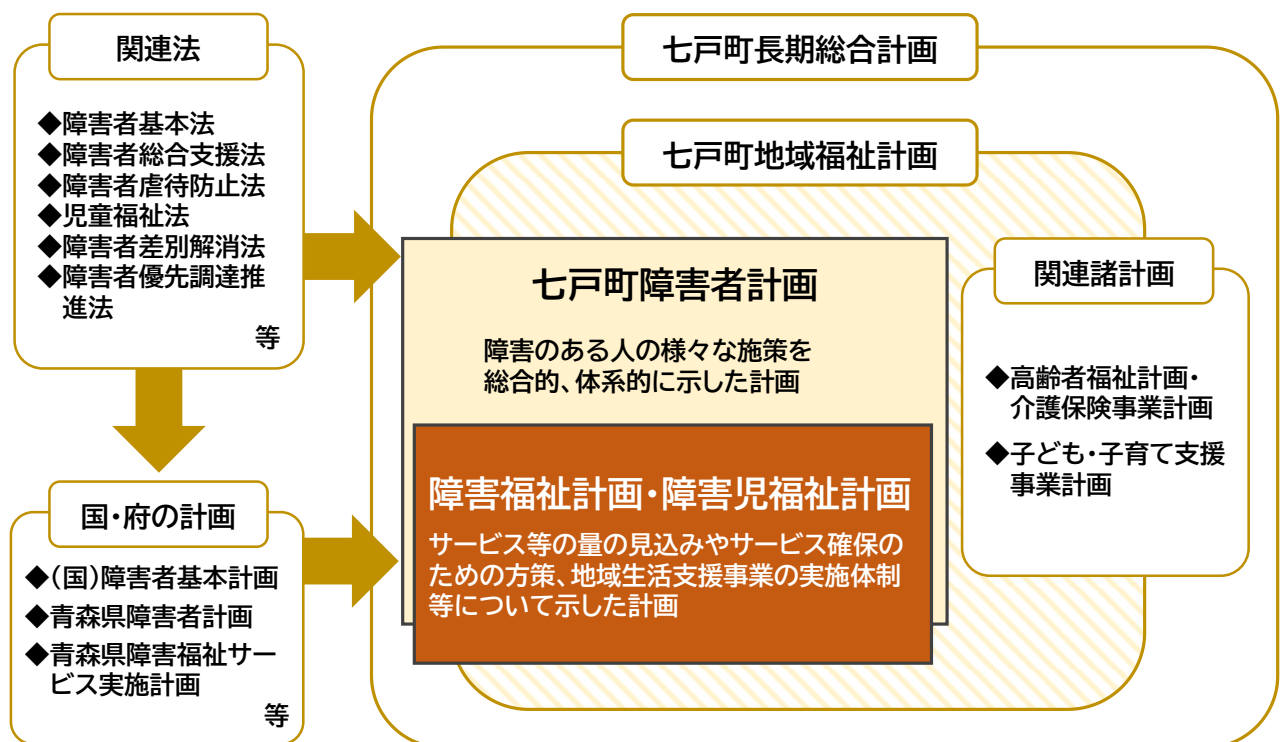 関連法
◆障害者基本法
◆障害者総合支援法
◆障害者虐待防止法
◆児童福祉法
◆障害者差別解消法
◆障害者優先調達推
進法
等
国・府の計画
◆(国)障害者基本計画
◆青森県障害者計画
◆青森県障害福祉サー
ビス実施計画
等
七戸町長期総合計画
七戸町地域福祉計画
七戸町障害者計画
障害のある人の様々な施策を
総合的、体系的に示した計画
障害福祉計画・障害児福祉計画
サービス等の量の見込みやサービス確保の
ための方策、地域生活支援事業の実施体制
等について示した計画
関連諸計画
◆高齢者福祉計画・
介護保険事業計画
◆子ども・子育て支援
事業計画